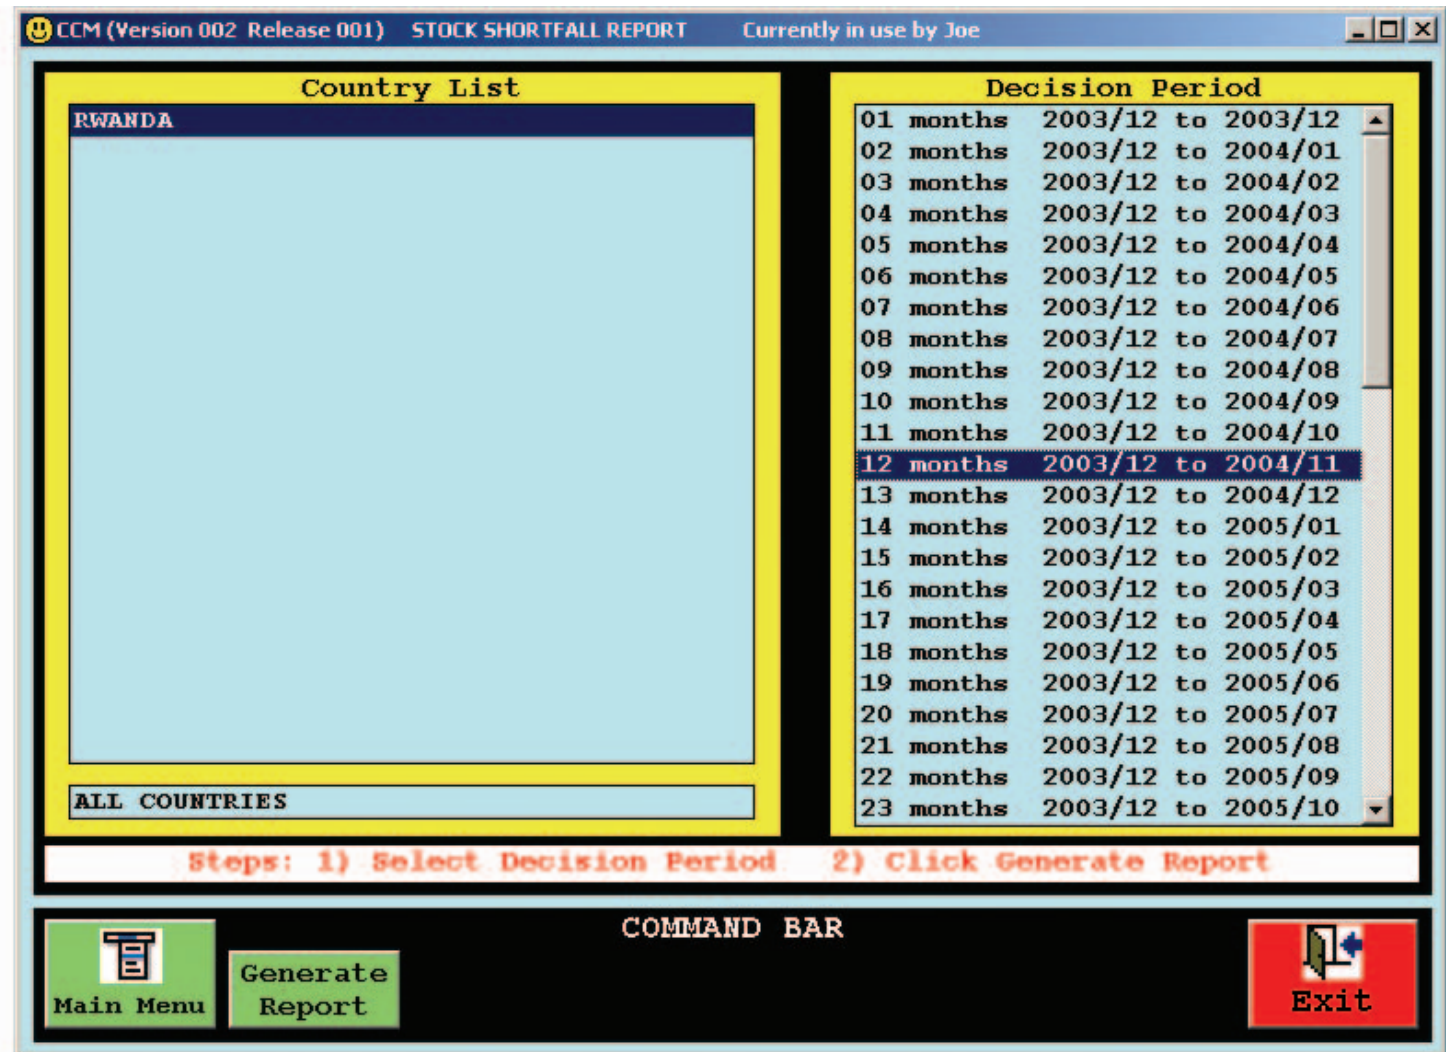 CCM (Version 002 Release 001) STOCK SHORTFALL REPORT Currently in use by Joe
Country List
RWANDA
ALL COUNTRIES
Decision Period
01 months 2003/12 to 2003/12
02 months 2003/12 to 2004/01
03 months 2003/12 to 2004/02
04 months 2003/12 to 2004/03
05 months 2003/12 to 2004/04
06 months 2003/12 to 2004/05
07 months 2003/12 to 2004/06
08 months 2003/12 to 2004/07
09 months 2003/12 to 2004/08
10 months 2003/12 to 2004/09
11 months 2003/12 to 2004/10
12 months 2003/12 to 2004/11
13 months 2003/12 to 2004/12
14 months 2003/12 to 2005/01
15 months 2003/12 to 2005/02
16 months 2003/12 to 2005/03
17 months 2003/12 to 2005/04
18 months 2003/12 to 2005/05
19 months 2003/12 to 2005/06
20 months 2003/12 to 2005/07
21 months 2003/12 to 2005/08
22 months 2003/12 to 2005/09
23 months 2003/12 to 2005/10
Steps: 1) Select Decision Period 2) Click Generate Report
COMMAND BAR
Main Menu
Generate
Report
Exit